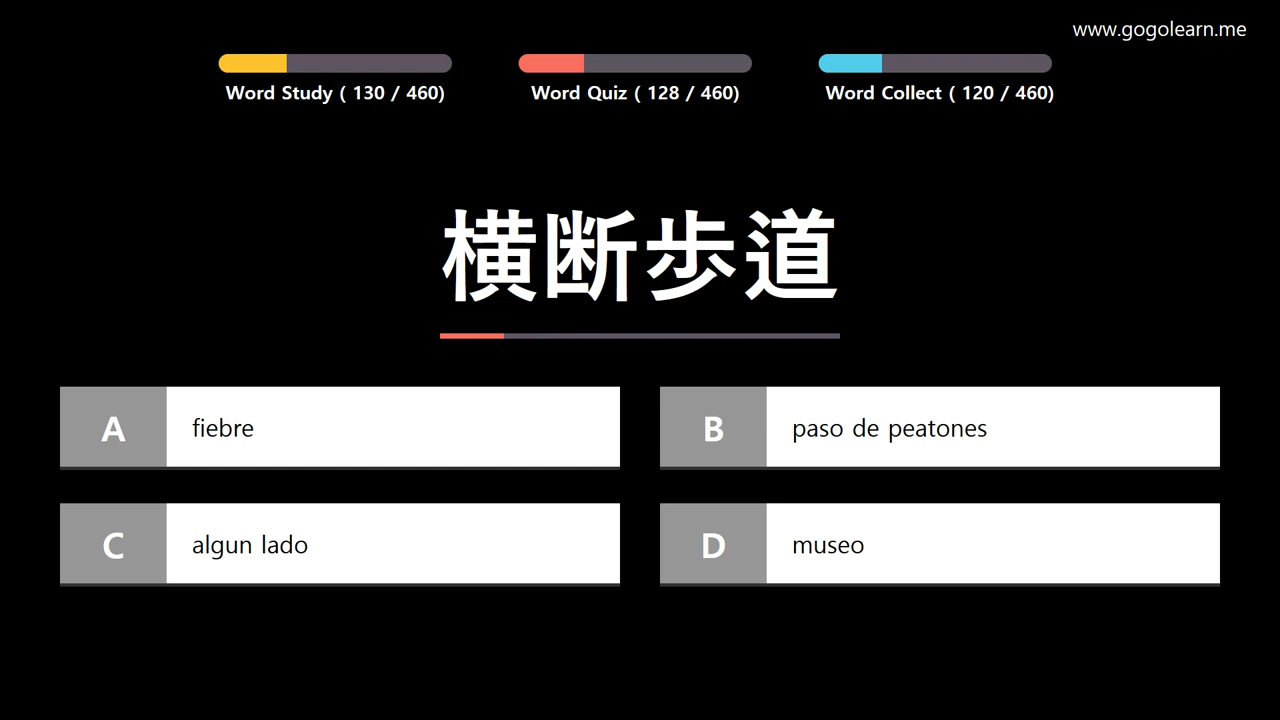 www.gogolearn.me
Word Study ( 130 / 460)
Word Quiz ( 128 / 460)
Word Collect ( 120 / 460)
横断歩道
A fiebre
B paso de peatones
C algun lado
D museo